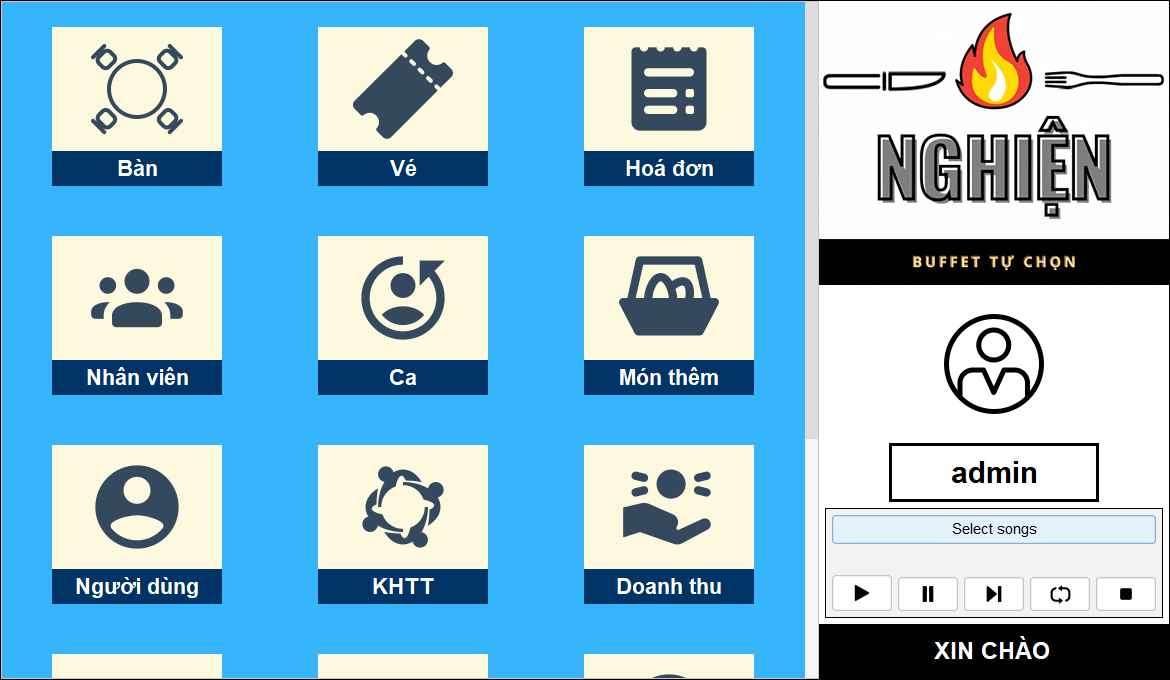 Bàn
Vé
Hoá đơn
Nhân viên
Ca
Món thêm
Người dùng
KHTT
Doanh thu
NGHIỆN
BUFFET TỰ CHỌN
admin
Select songs
XIN CHÀO